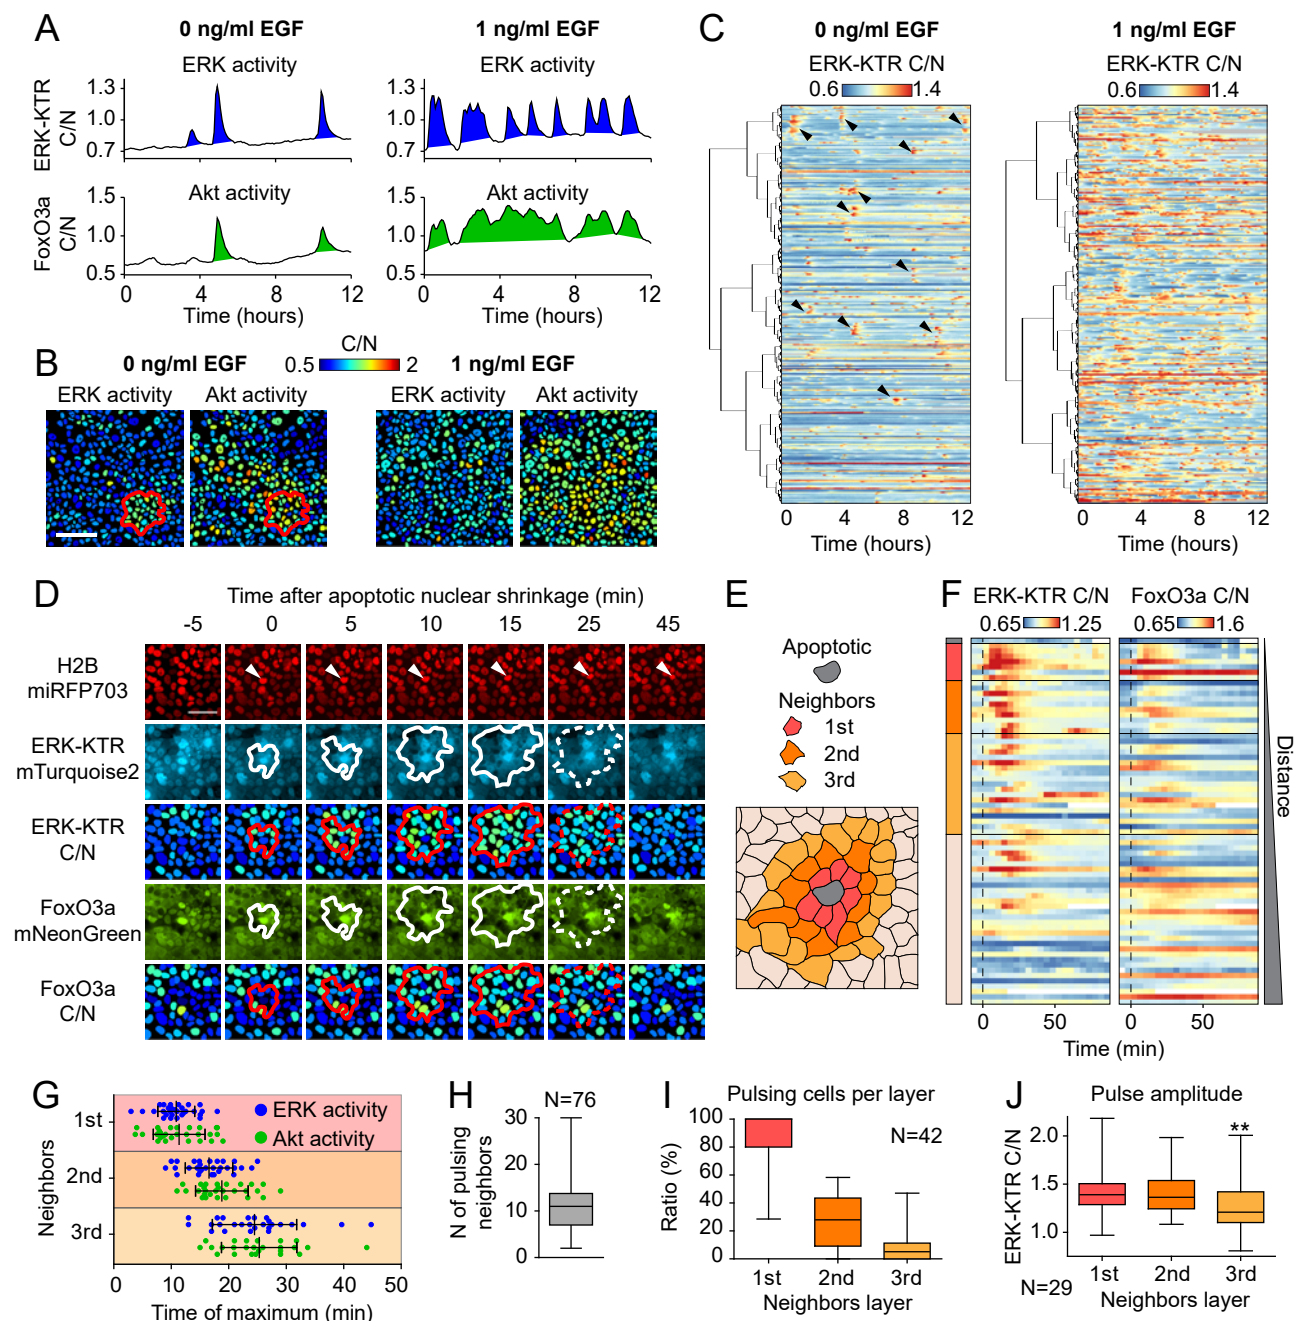 A
0 ng/ml EGF
1 ng/ml EGF
ERK activity
ERK activity
ERK-KTR
C/N
1.3
1.0
0.7
1.3
1.0
0.7
Akt activity
Akt activity
FoxO3a
C/N
1.5
1.0
0.5
1.5
1.0
0.5
0 4 8 12
0 4 8 12
Time (hours)
Time (hours)
B
0 ng/ml EGF
C/N
0.5 2
1 ng/ml EGF
ERK activity
Akt activity
ERK activity
Akt activity
C
0 ng/ml EGF
1 ng/ml EGF
ERK-KTR C/N
0.6 1.4
ERK-KTR C/N
0.6 1.4
0 4 8 12
0 4 8 12
Time (hours)
Time (hours)
D
Time after apoptotic nuclear shrinkage (min)
-5 0 5 10 15 25 45
H2B
miRFP703
ERK-KTR
mTurquoise2
ERK-KTR
C/N
FoxO3a
mNeonGreen
FoxO3a
C/N
E
Apoptotic
Neighbors
1st
2nd
3rd
F
ERK-KTR C/N
0.65 1.25
FoxO3a C/N
0.65 1.6
Distance
0 50
0 50
Time (min)
G
Neighbors
1st
2nd
3rd
ERK activity
Akt activity
0 10 20 30 40 50
Time of maximum (min)
H
N=76
N of pulsing
neighbors
30
20
10
0
I
Pulsing cells per layer
N=42
Ratio (%)
100
80
60
40
20
0
1st 2nd 3rd
Neighbors layer
J
Pulse amplitude
**
ERK-KTR C/N
2.0
1.5
1.0
N=29
1st 2nd 3rd
Neighbors layer